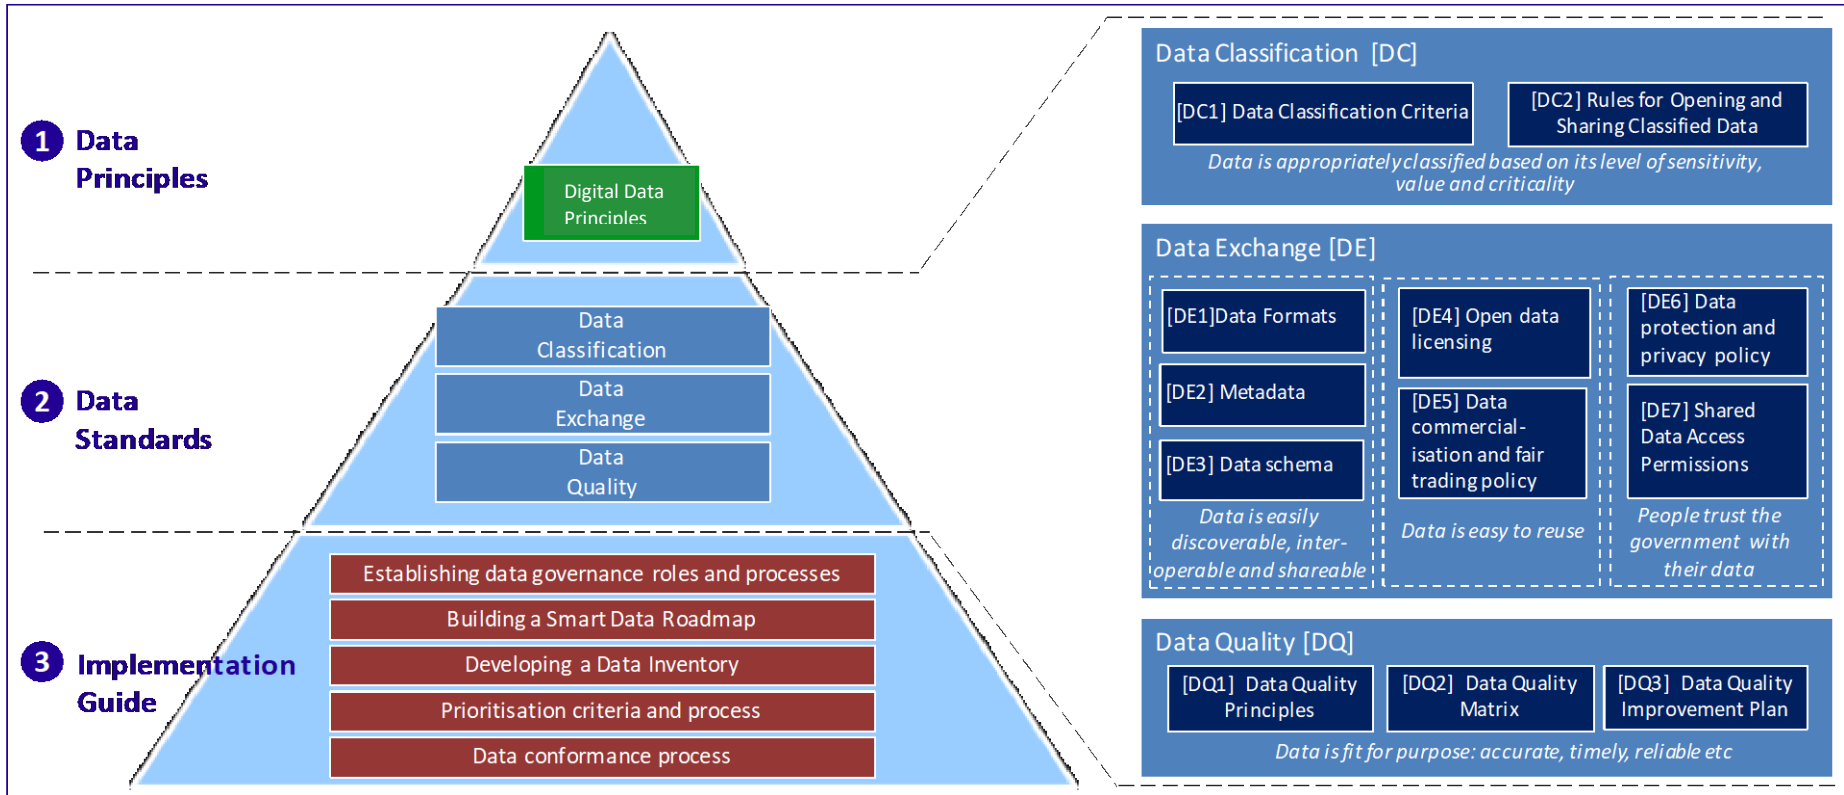 1 Data
Principles
Digital Data
Principles
2 Data
Standards
Data
Classification
Data
Exchange
Data
Quality
3 Implementation
Guide
Establishing data governance roles and processes
Building a Smart Data Roadmap
Developing a Data Inventory
Prioritisation criteria and process
Data conformance process
Data Classification [DC]
[DC1] Data Classification Criteria
[DC2] Rules for Opening and
Sharing Classified Data
Data is appropriately classified based on its level of sensitivity,
value and criticality
Data Exchange [DE]
[DE1]Data Formats
[DE2] Metadata
[DE3] Data schema
Data is easily
discoverable, inter-
operable and shareable
[DE4] Open data
licensing
[DE5] Data
commercial-
isation and fair
trading policy
Data is easy to reuse
[DE6] Data
protection and
privacy policy
[DE7] Shared
Data Access
Permissions
People trust the
government with
their data
Data Quality [DQ]
[DQ1] Data Quality
Principles
[DQ2] Data Quality
Matrix
[DQ3] Data Quality
Improvement Plan
Data is fit for purpose: accurate, timely, reliable etc